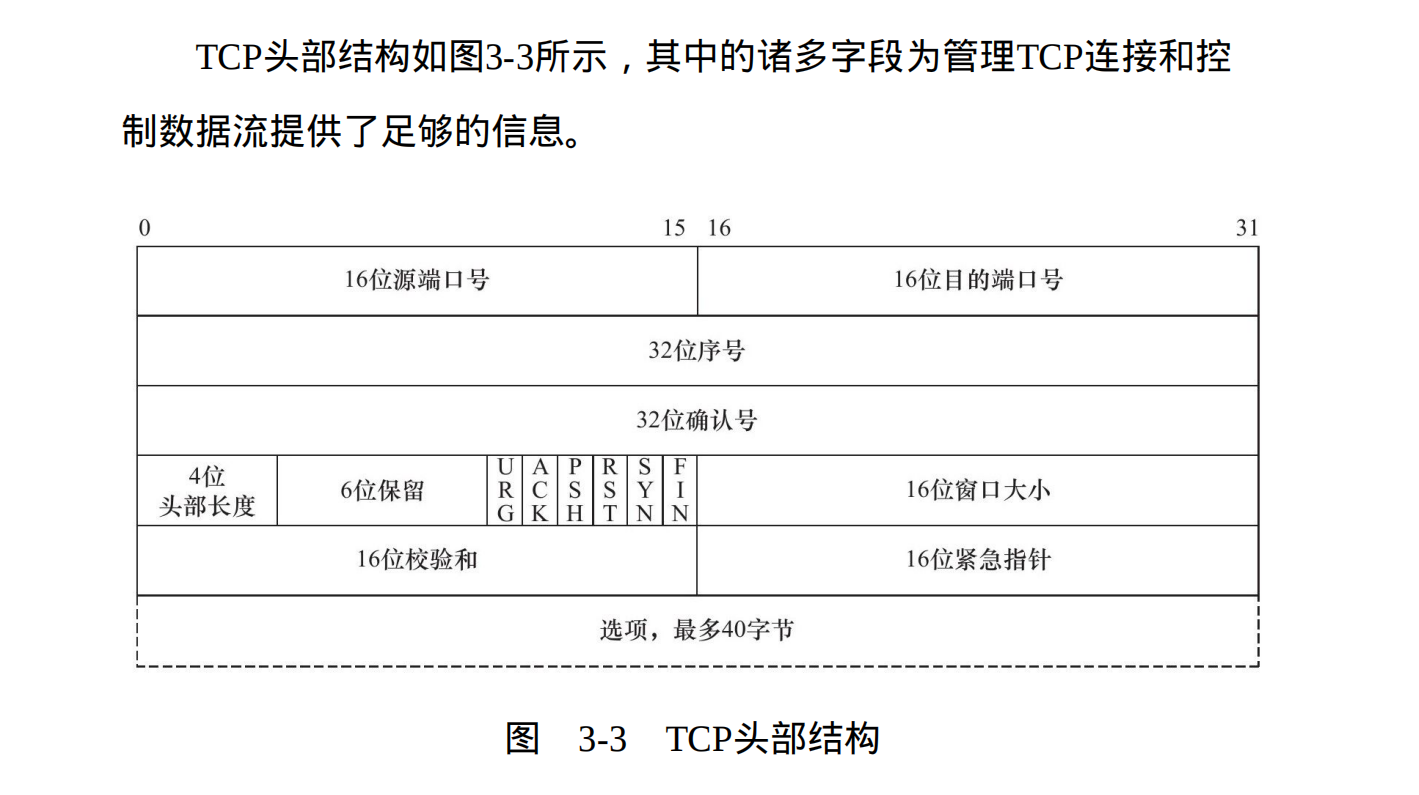 TCP头部结构如图3-3所示，其中的诸多字段为管理TCP连接和控
制数据流提供了足够的信息。
0 15 16 31
16位源端口号 16位目的端口号
32位序号
32位确认号
4位
头部长度 6位保留 URG ACK PSH RST SYN FIN 16位窗口大小
16位校验和 16位紧急指针
选项，最多40字节
图 3-3 TCP头部结构